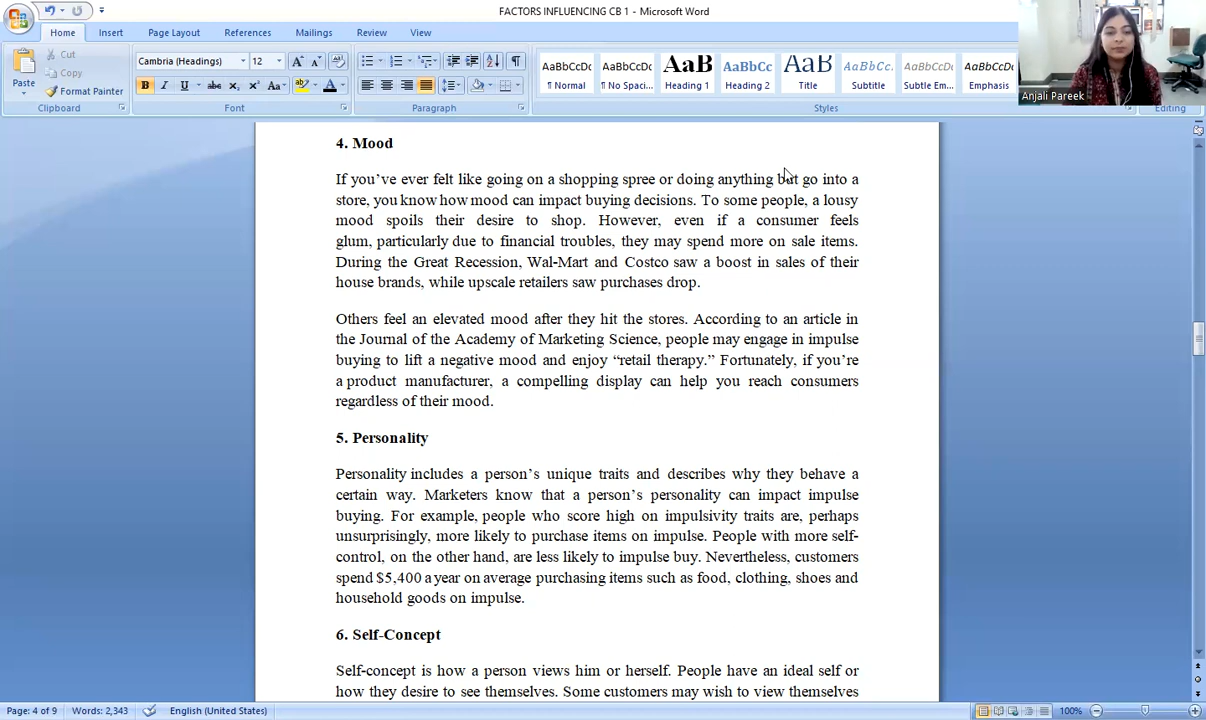 FACTORS INFLUENCING CB 1 - Microsoft Word
Home Insert Page Layout References Mailings Review View
Paste
Cut
Copy
Format Painter
Clipboard
Cambria (Headings) 12
B I U abc x₂ x² Aa ab A
Font
Paragraph
AaBbCcDc AaBbCcDc AaB AaBbCc AaB AaBbCc. AaBbCcDc AaBbCcDc
¶ Normal ¶ No Spaci... Heading 1 Heading 2 Title Subtitle Subtle Em... Emphasis
Styles
Editing
Anjali Pareek
4. Mood
If you’ve ever felt like going on a shopping spree or doing anything but go into a
store, you know how mood can impact buying decisions. To some people, a lousy
mood spoils their desire to shop. However, even if a consumer feels
glum, particularly due to financial troubles, they may spend more on sale items.
During the Great Recession, Wal-Mart and Costco saw a boost in sales of their
house brands, while upscale retailers saw purchases drop.
Others feel an elevated mood after they hit the stores. According to an article in
the Journal of the Academy of Marketing Science, people may engage in impulse
buying to lift a negative mood and enjoy “retail therapy.” Fortunately, if you’re
a product manufacturer, a compelling display can help you reach consumers
regardless of their mood.
5. Personality
Personality includes a person’s unique traits and describes why they behave a
certain way. Marketers know that a person’s personality can impact impulse
buying. For example, people who score high on impulsivity traits are, perhaps
unsurprisingly, more likely to purchase items on impulse. People with more self-
control, on the other hand, are less likely to impulse buy. Nevertheless, customers
spend $5,400 a year on average purchasing items such as food, clothing, shoes and
household goods on impulse.
6. Self-Concept
Self-concept is how a person views him or herself. People have an ideal self or
how they desire to see themselves. Some customers may wish to view themselves
Page: 4 of 9 Words: 2,343 English (United States) 100%